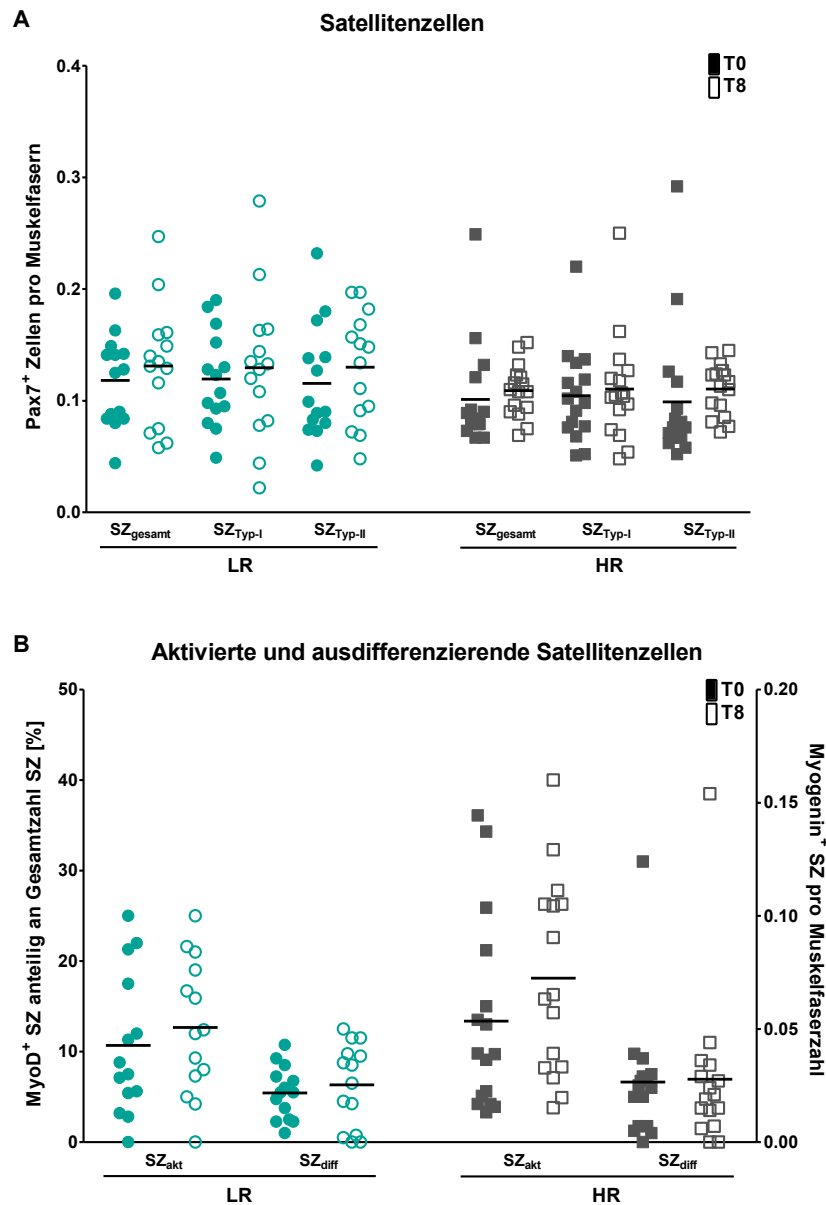 A
Satellitenzellen
T0
T8
Pax7+ Zellen pro Muskelfasern
0.4
0.3
0.2
0.1
0.0
SZgesamt SZTyp-I SZTyp-II SZgesamt SZTyp-I SZTyp-II
LR HR
B
Aktivierte und ausdifferenzierende Satellitenzellen
T0
T8
MyoD+ SZ anteilig an Gesamtzahl SZ [%]
50
40
30
20
10
0
0.20
0.15
0.10
0.05
0.00
Myogenin+ SZ pro Muskelfaserzahl
SZakt SZdiff SZakt SZdiff
LR HR